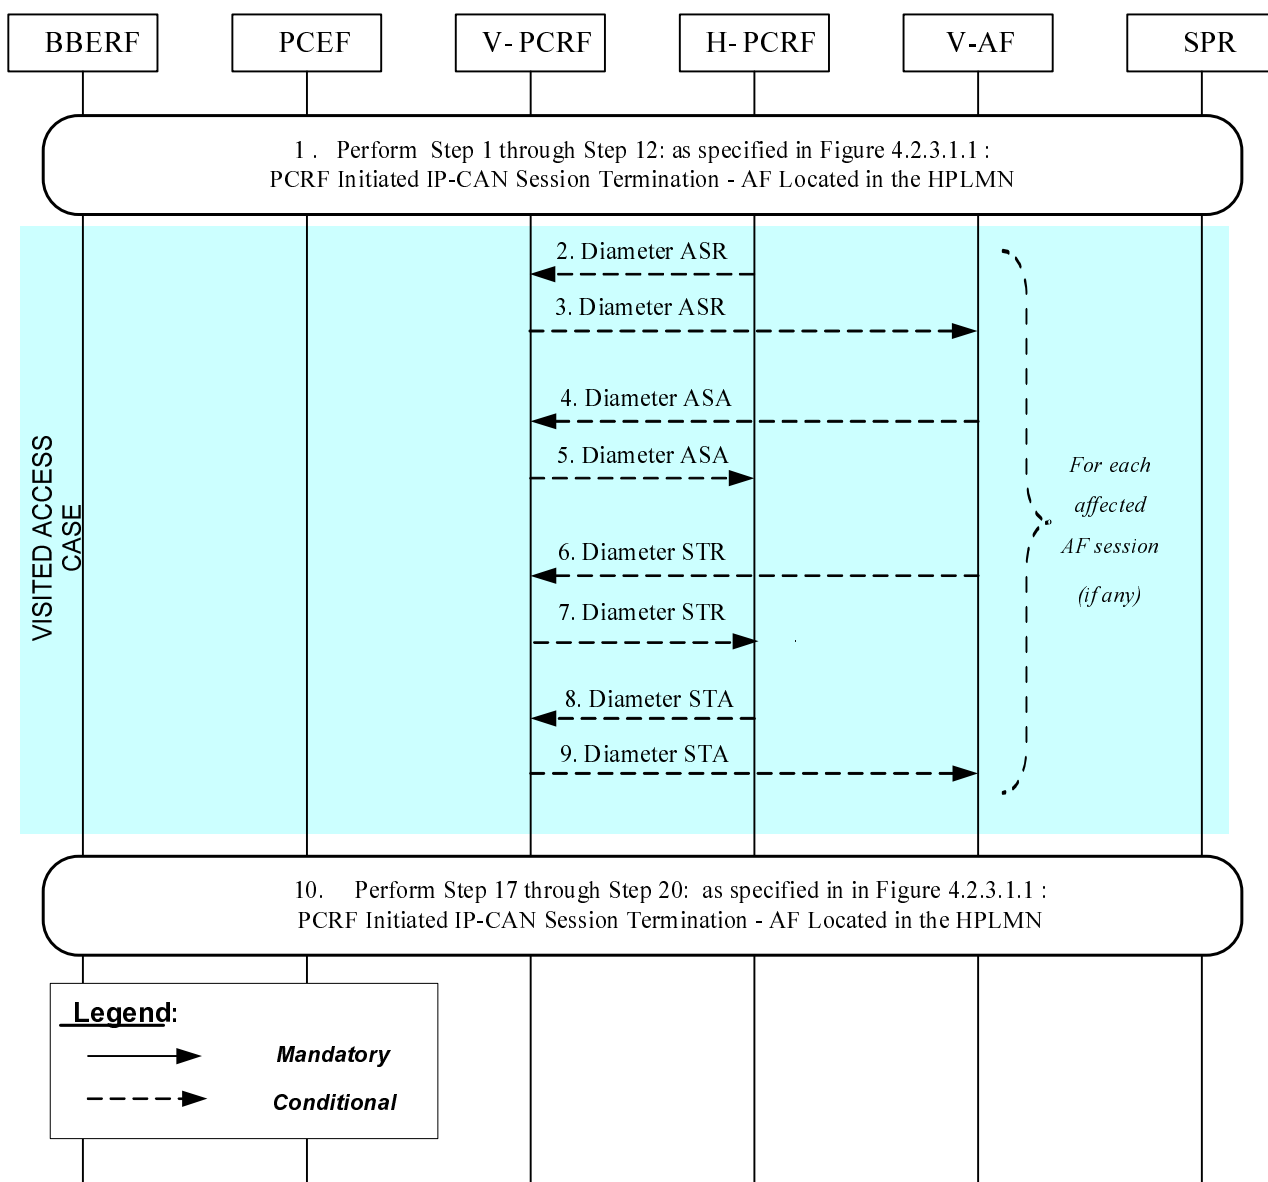 BBERF
PCEF
V- PCRF
H- PCRF
V-AF
SPR
1 . Perform Step 1 through Step 12: as specified in Figure 4.2.3.1.1 :
PCRF Initiated IP-CAN Session Termination - AF Located in the HPLMN
2. Diameter ASR
3. Diameter ASR
4. Diameter ASA
5. Diameter ASA
6. Diameter STR
7. Diameter STR
8. Diameter STA
9. Diameter STA
VISITED ACCESS
CASE
For each
affected
AF session
(if any)
10. Perform Step 17 through Step 20: as specified in in Figure 4.2.3.1.1 :
PCRF Initiated IP-CAN Session Termination - AF Located in the HPLMN
Legend:
Mandatory
Conditional